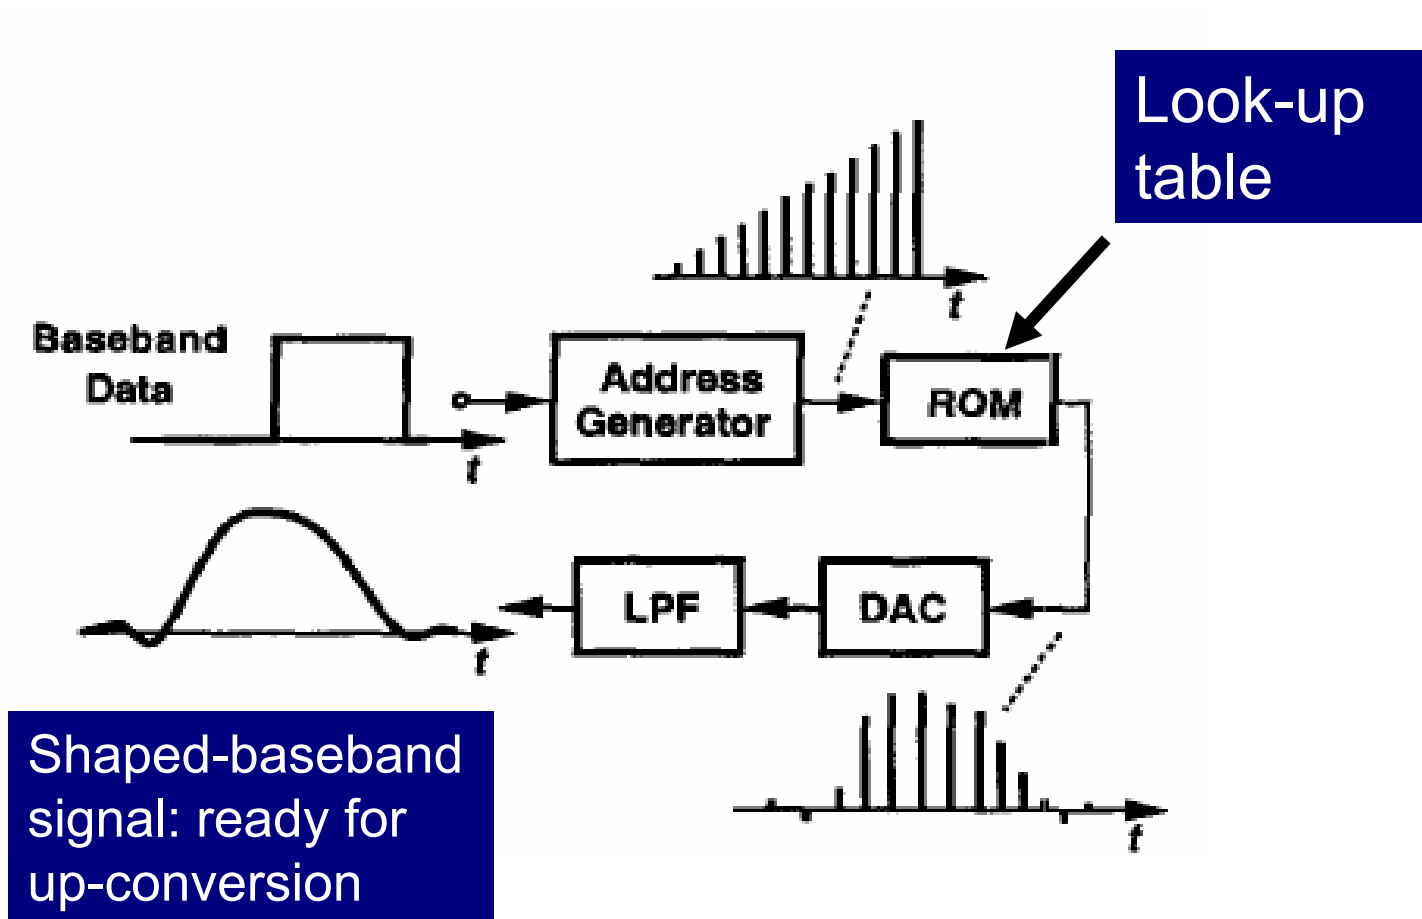 Look-up
table
t
Baseband
Data
t
Address
Generator
ROM
LPF
DAC
t
t
Shaped-baseband
signal: ready for
up-conversion